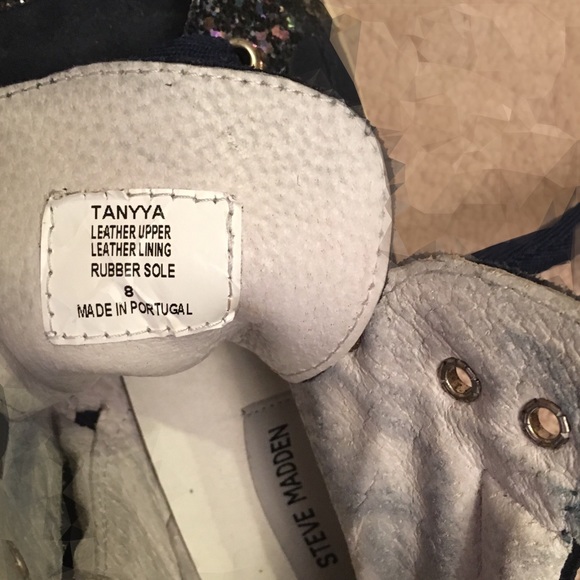 TANYYA
LEATHER UPPER
LEATHER LINING
RUBBER SOLE
8
MADE IN PORTUGAL
STEVE MADDEN